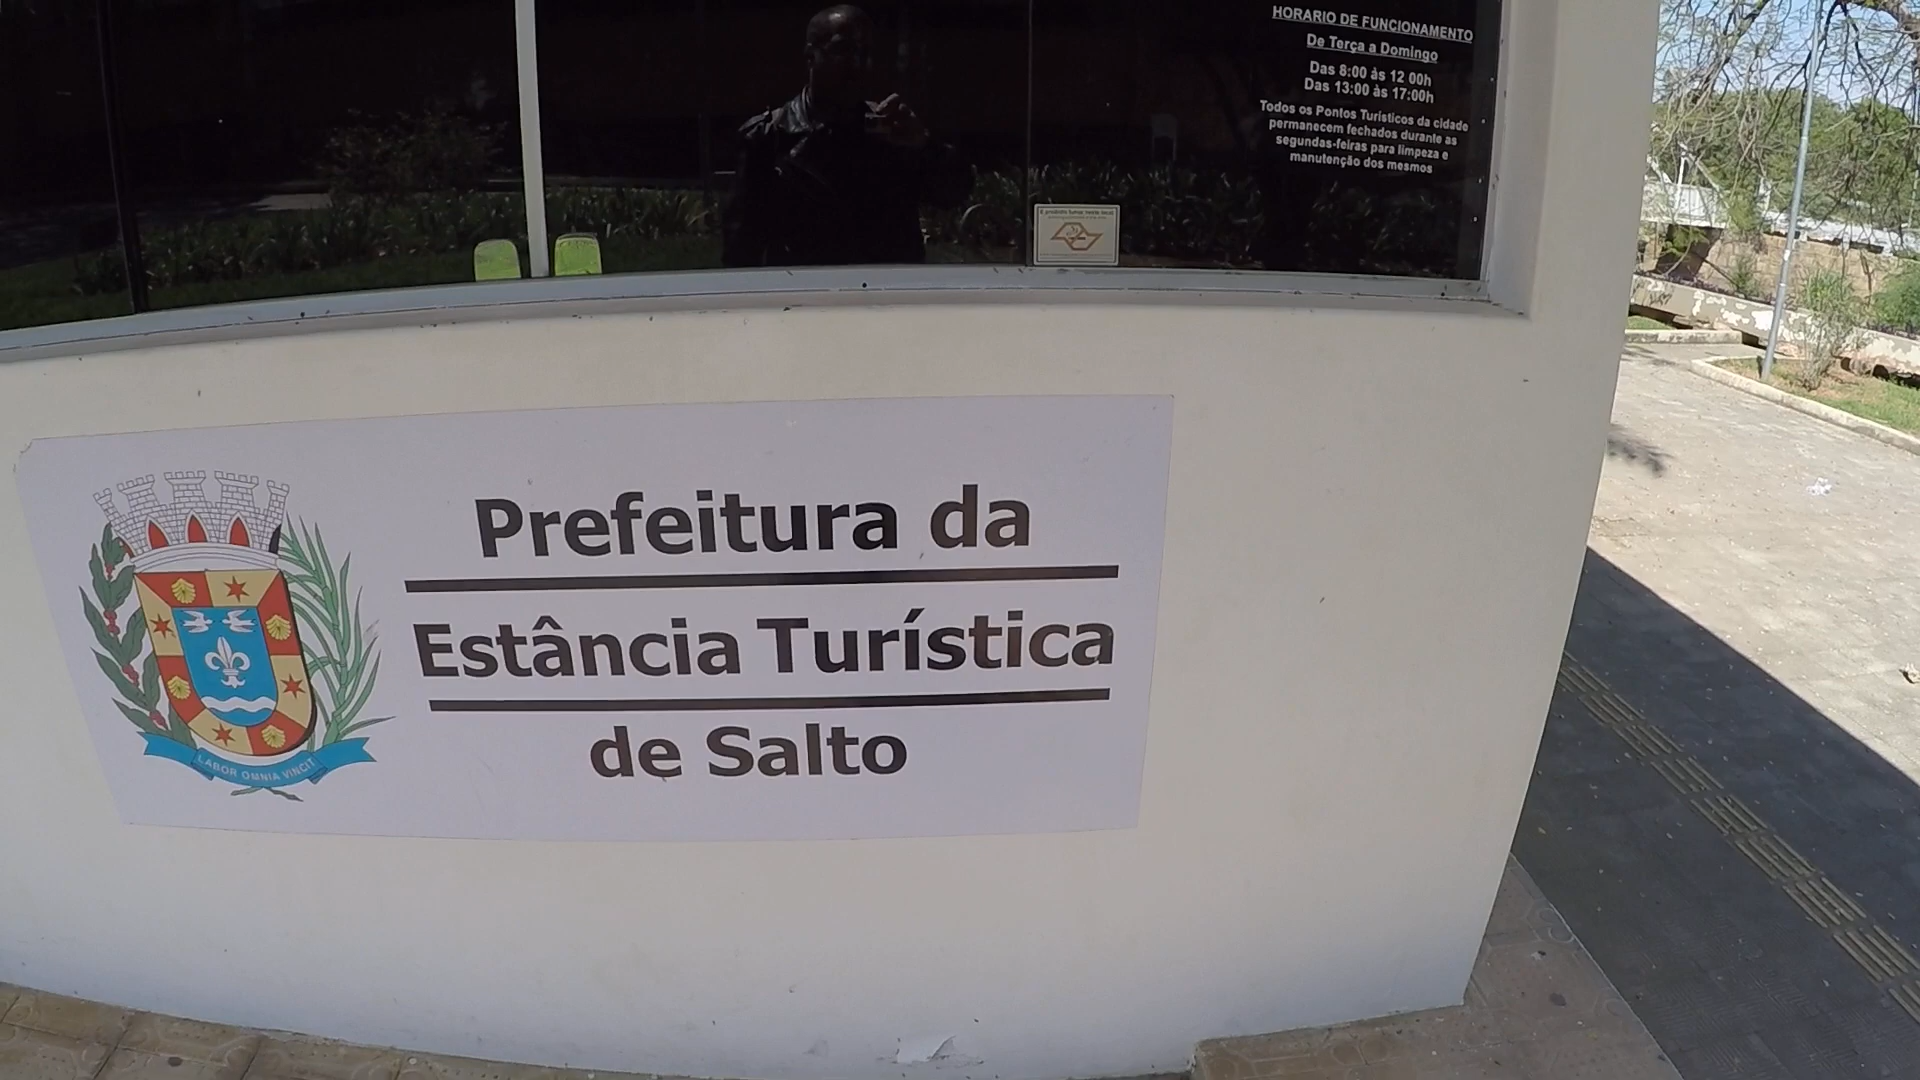 HORARIO DE FUNCIONAMENTO
De Terça a Domingo
Das 8:00 às 12 00h
Das 13:00 às 17:00h
Todos os Pontos Turísticos da cidade
permanecem fechados durante as
segundas-feiras para limpeza e
manutenção dos mesmos
Prefeitura da
Estância Turística
de Salto
LABOR OMNIA VINCIT